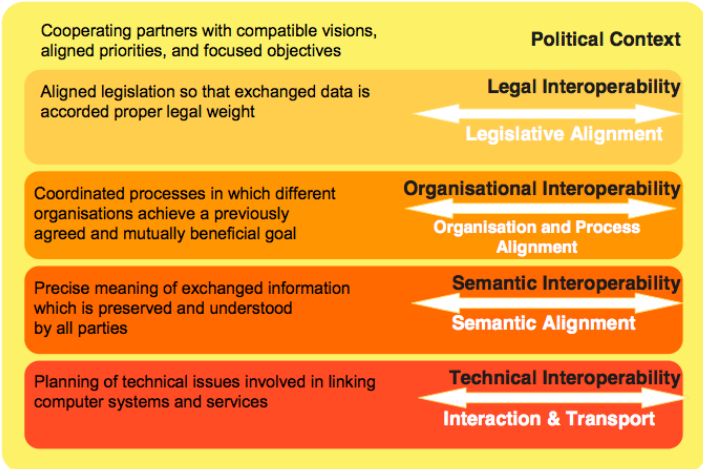 Cooperating partners with compatible visions,
aligned priorities, and focused objectives
Political Context
Aligned legislation so that exchanged data is
accorded proper legal weight
Legal Interoperability
Legislative Alignment
Coordinated processes in which different
organisations achieve a previously
agreed and mutually beneficial goal
Organisational Interoperability
Organisation and Process
Alignment
Precise meaning of exchanged information
which is preserved and understood
by all parties
Semantic Interoperability
Semantic Alignment
Planning of technical issues involved in linking
computer systems and services
Technical Interoperability
Interaction & Transport